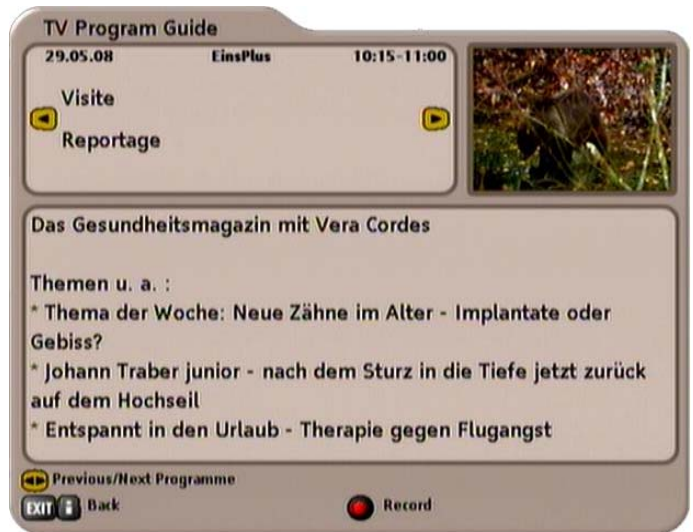 TV Program Guide
29.05.08 EinsPlus 10:15-11:00
Visite
Reportage
Das Gesundheitsmagazin mit Vera Cordes
Themen u. a. :
* Thema der Woche: Neue Zähne im Alter - Implantate oder
Gebiss?
* Johann Traber junior - nach dem Sturz in die Tiefe jetzt zurück
auf dem Hochseil
* Entspannt in den Urlaub - Therapie gegen Flugangst
Previous/Next Programme
EXIT i Back Record